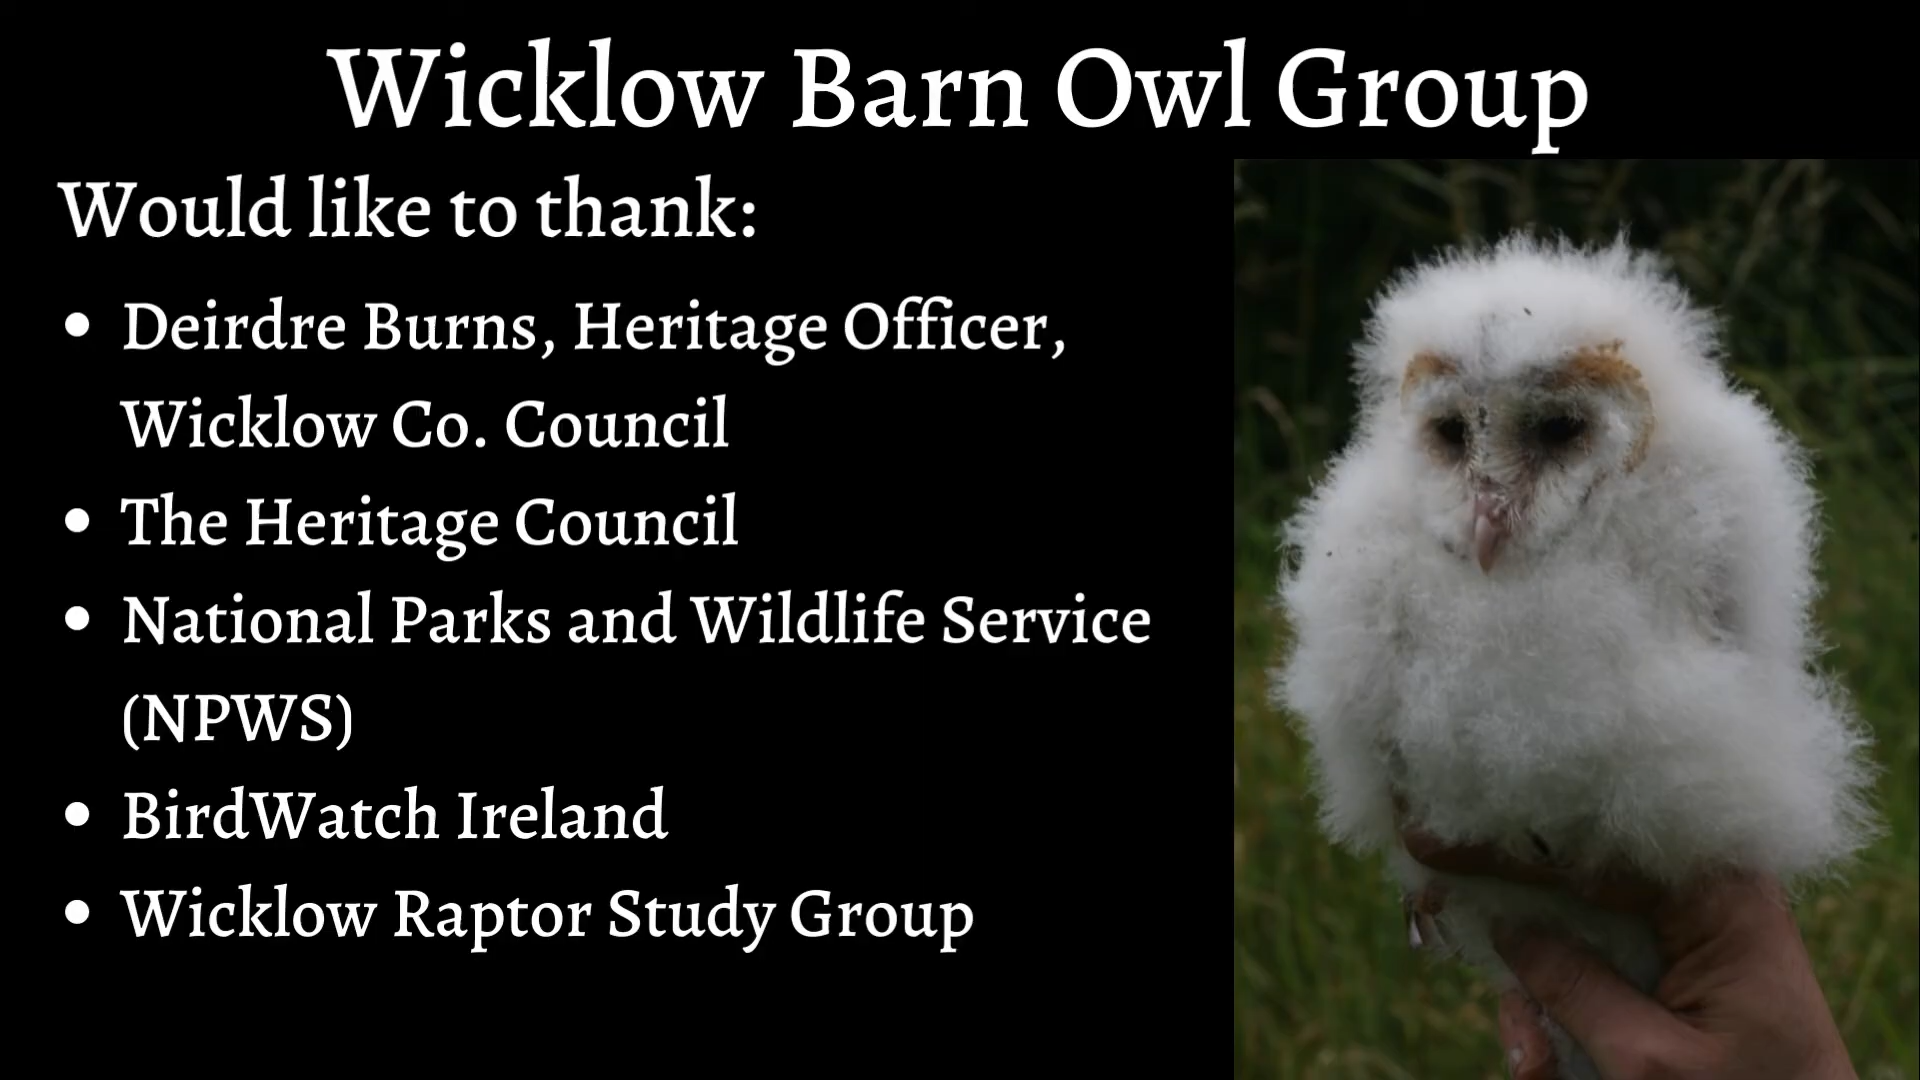 Wicklow Barn Owl Group
Would like to thank:
• Deirdre Burns, Heritage Officer,
Wicklow Co. Council
• The Heritage Council
• National Parks and Wildlife Service
(NPWS)
• BirdWatch Ireland
• Wicklow Raptor Study Group